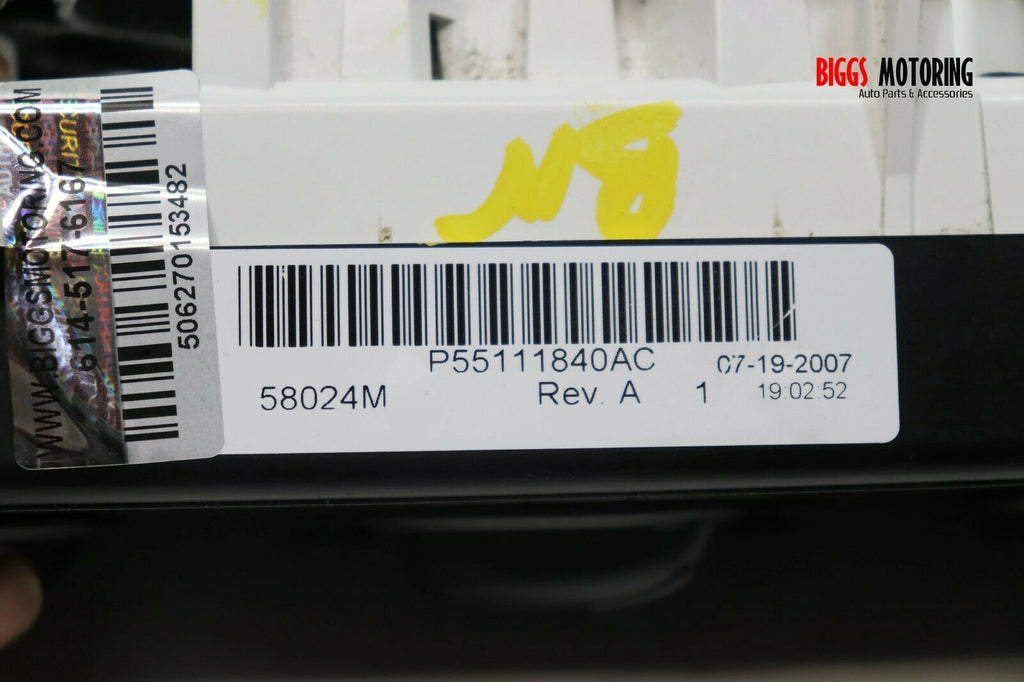 BIGGS MOTORING
Auto Parts & Accessories
WWW.BIGGSMOTORING.COM
614-517-6167
506270153482
BN
P55111840AC
07-19-2007
58024M
Rev. A
1
19:02:52